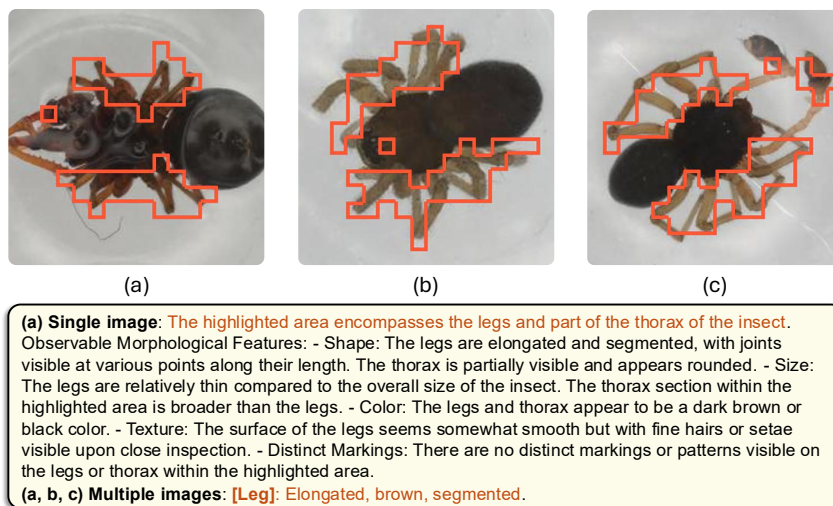 (a)
(b)
(c)
(a) Single image: The highlighted area encompasses the legs and part of the thorax of the insect.
Observable Morphological Features: - Shape: The legs are elongated and segmented, with joints
visible at various points along their length. The thorax is partially visible and appears rounded. - Size:
The legs are relatively thin compared to the overall size of the insect. The thorax section within the
highlighted area is broader than the legs. - Color: The legs and thorax appear to be a dark brown or
black color. - Texture: The surface of the legs seems somewhat smooth but with fine hairs or setae
visible upon close inspection. - Distinct Markings: There are no distinct markings or patterns visible on
the legs or thorax within the highlighted area.
(a, b, c) Multiple images: [Leg]: Elongated, brown, segmented.